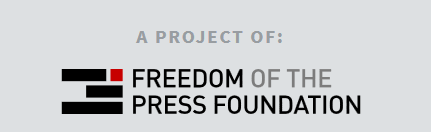 A PROJECT OF:
FREEDOM OF THE
PRESS FOUNDATION